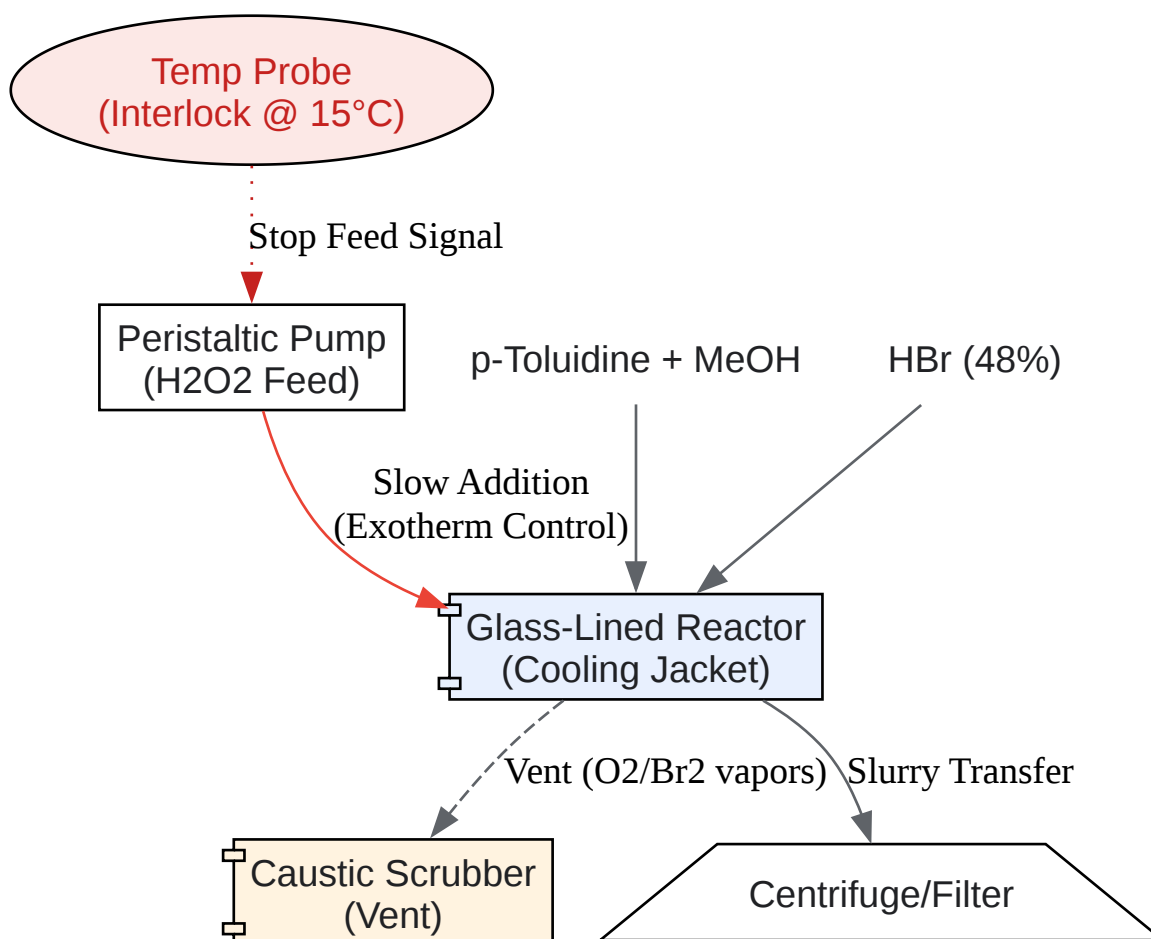 Temp Probe
(Interlock @ 15°C)
Stop Feed Signal
Peristaltic Pump
(H2O2 Feed)
p-Toluidine + MeOH
HBr (48%)
Slow Addition
(Exotherm Control)
Glass-Lined Reactor
(Cooling Jacket)
Vent (O2/Br2 vapors)
Slurry Transfer
Caustic Scrubber
(Vent)
Centrifuge/Filter